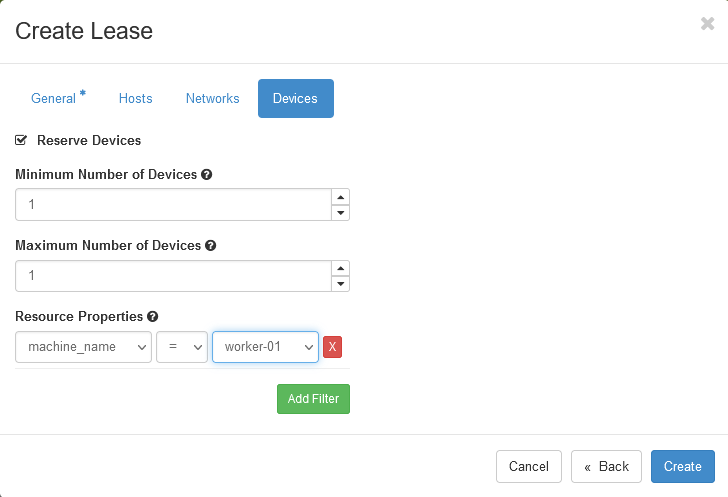 Create Lease
General *
Hosts
Networks
Devices
Reserve Devices
Minimum Number of Devices
1
Maximum Number of Devices
1
Resource Properties
machine_name
=
worker-01
X
Add Filter
Cancel
« Back
Create